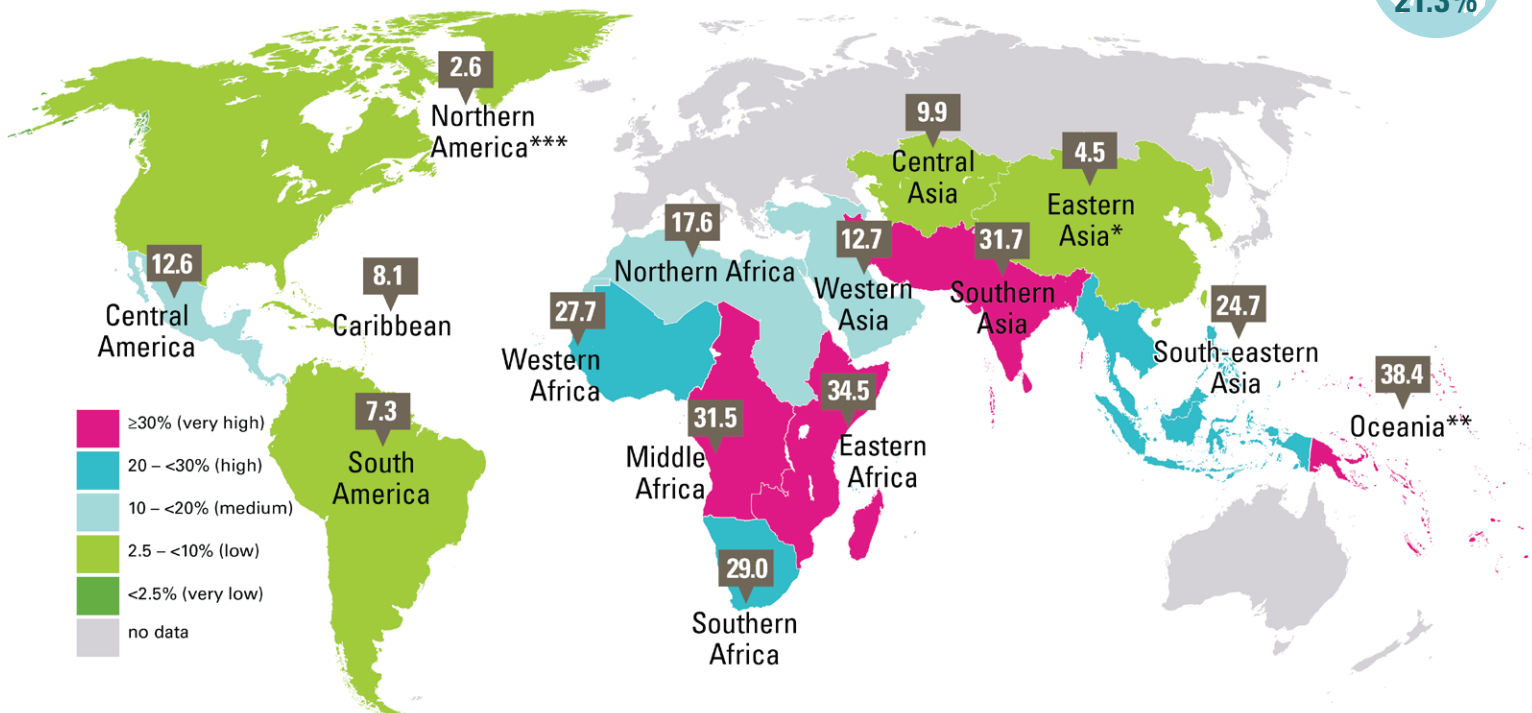 21.3%
2.6
Northern
America***
9.9
Central
Asia
4.5
Eastern
Asia*
17.6
Northern Africa
12.7
Western
Asia
31.7
Southern
Asia
12.6
Central
America
8.1
Caribbean
27.7
Western
Africa
24.7
South-eastern
Asia
38.4
Oceania**
7.3
South
America
31.5
Middle
Africa
34.5
Eastern
Africa
29.0
Southern
Africa
≥30% (very high)
20 – <30% (high)
10 – <20% (medium)
2.5 – <10% (low)
<2.5% (very low)
no data